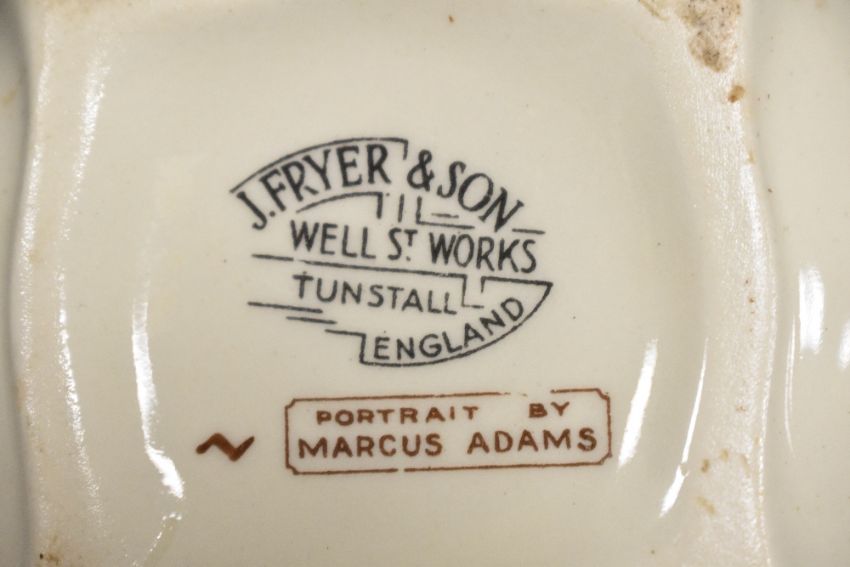 J. FRYER & SON
WELL ST. WORKS
TUNSTALL
ENGLAND
PORTRAIT BY
MARCUS ADAMS